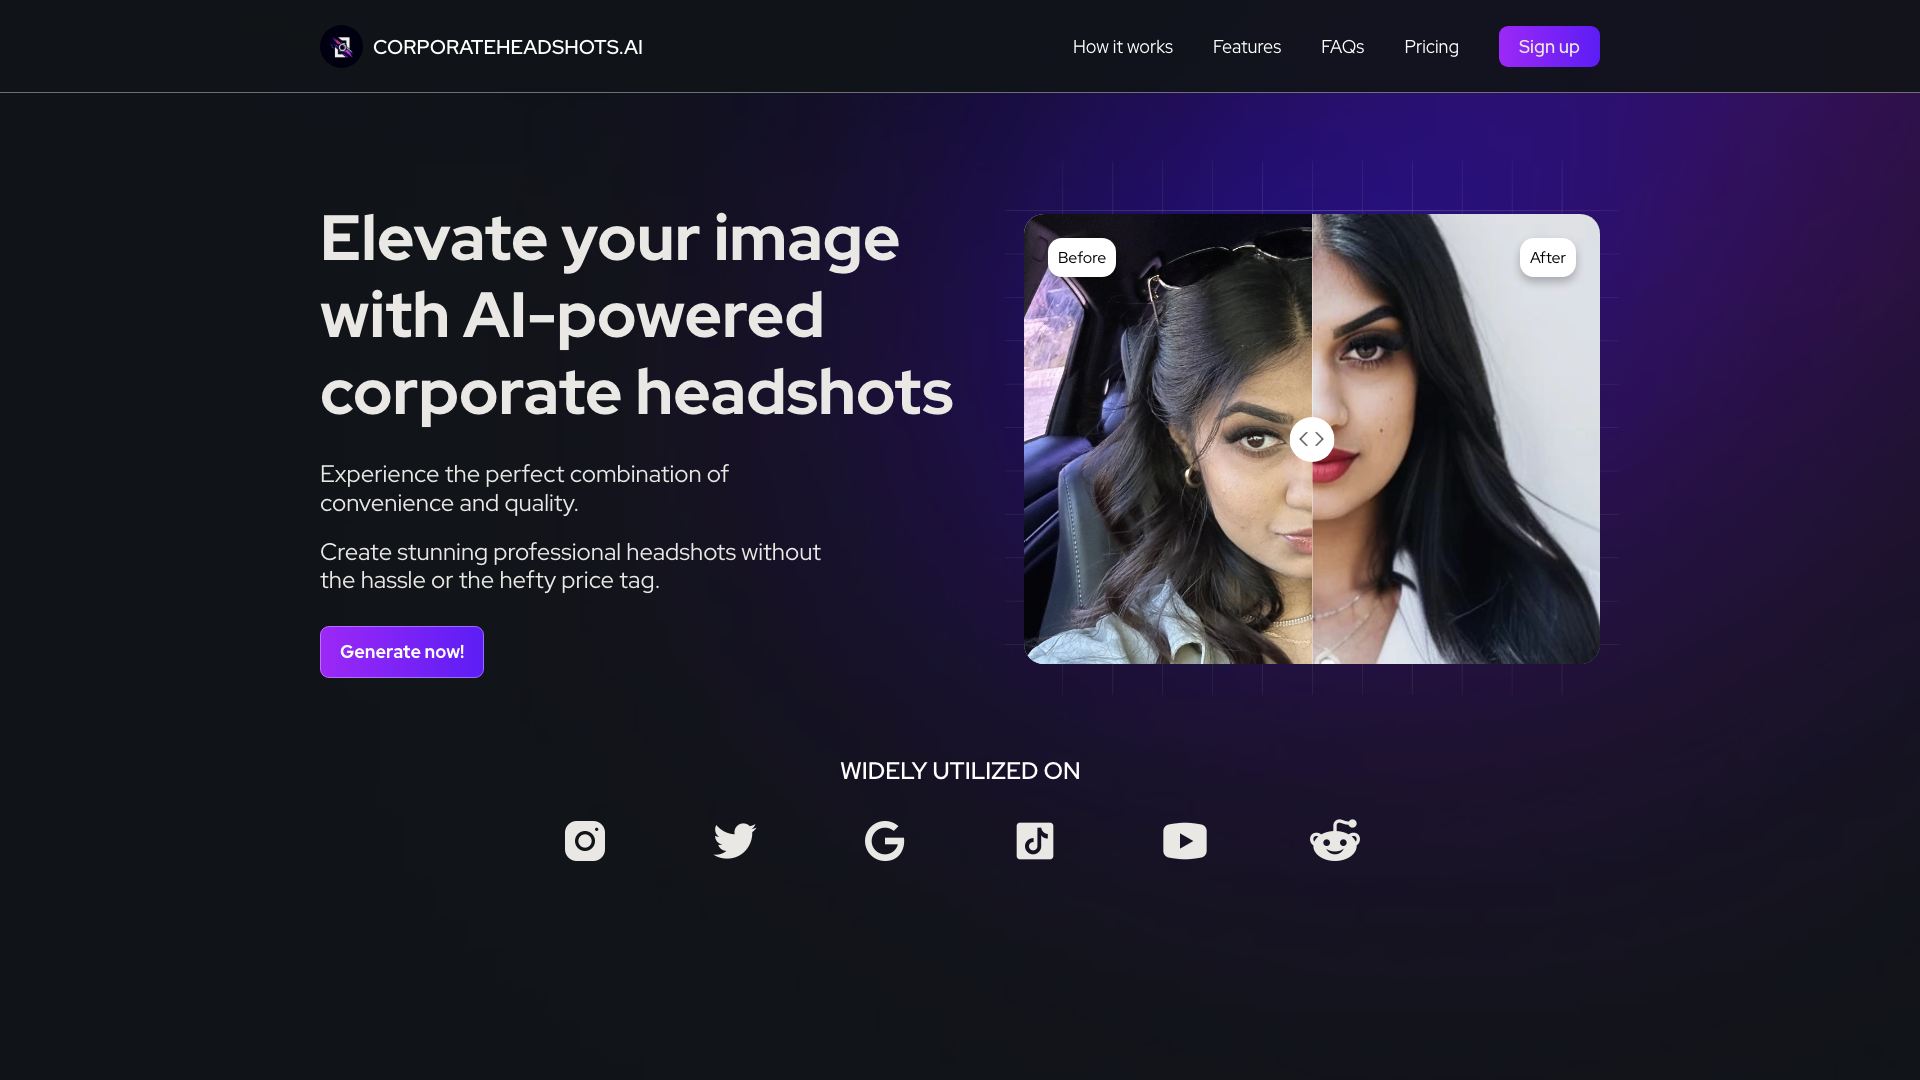 CORPORATEHEADSHOTS.AI
How it works
Features
FAQs
Pricing
Sign up
Elevate your image
with AI-powered
corporate headshots
Experience the perfect combination of
convenience and quality.
Create stunning professional headshots without
the hassle or the hefty price tag.
Generate now!
Before
After
WIDELY UTILIZED ON